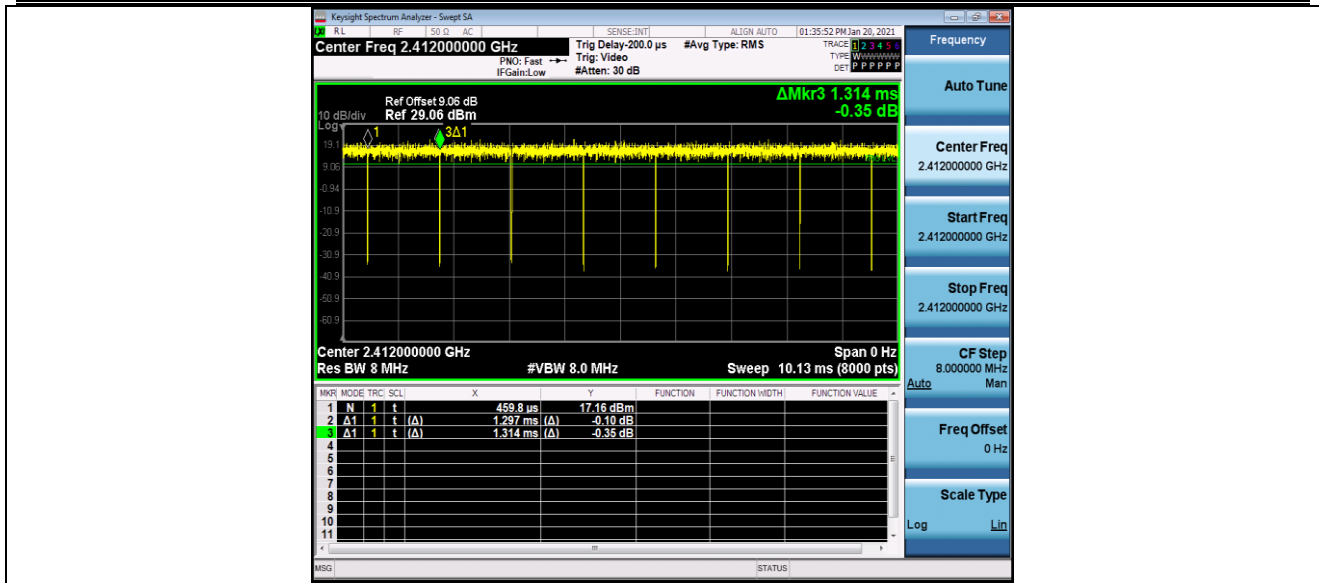 Keysight Spectrum Analyzer - Swept SA
RL RF 50 Ω AC SENSE:INT ALIGN AUTO 01:35:52 PM Jan 20, 2021
Center Freq 2.412000000 GHz
PNO: Fast
IFGain:Low
Trig Delay-200.0 µs
Trig: Video
#Atten: 30 dB
#Avg Type: RMS
TRACE 1 2 3 4 5 6
TYPE WWWWWW
DET P P P P P P
Frequency
ΔMkr3 1.314 ms
-0.35 dB
Ref Offset 9.06 dB
10 dB/div Ref 29.06 dBm
Log
1
3Δ1
19.1
9.06
-0.94
-10.9
-20.9
-30.9
-40.9
-50.9
-60.9
Center 2.412000000 GHz Span 0 Hz
Res BW 8 MHz #VBW 8.0 MHz Sweep 10.13 ms (8000 pts)
MKR MODE TRC SCL X Y FUNCTION FUNCTION WIDTH FUNCTION VALUE
1 N 1 t 459.8 µs 17.16 dBm
2 Δ1 1 t (Δ) 1.297 ms (Δ) -0.10 dB
3 Δ1 1 t (Δ) 1.314 ms (Δ) -0.35 dB
4
5
6
7
8
9
10
11
MSG STATUS
Auto Tune
Center Freq
2.412000000 GHz
Start Freq
2.412000000 GHz
Stop Freq
2.412000000 GHz
CF Step
8.000000 MHz
Auto Man
Freq Offset
0 Hz
Scale Type
Log Lin